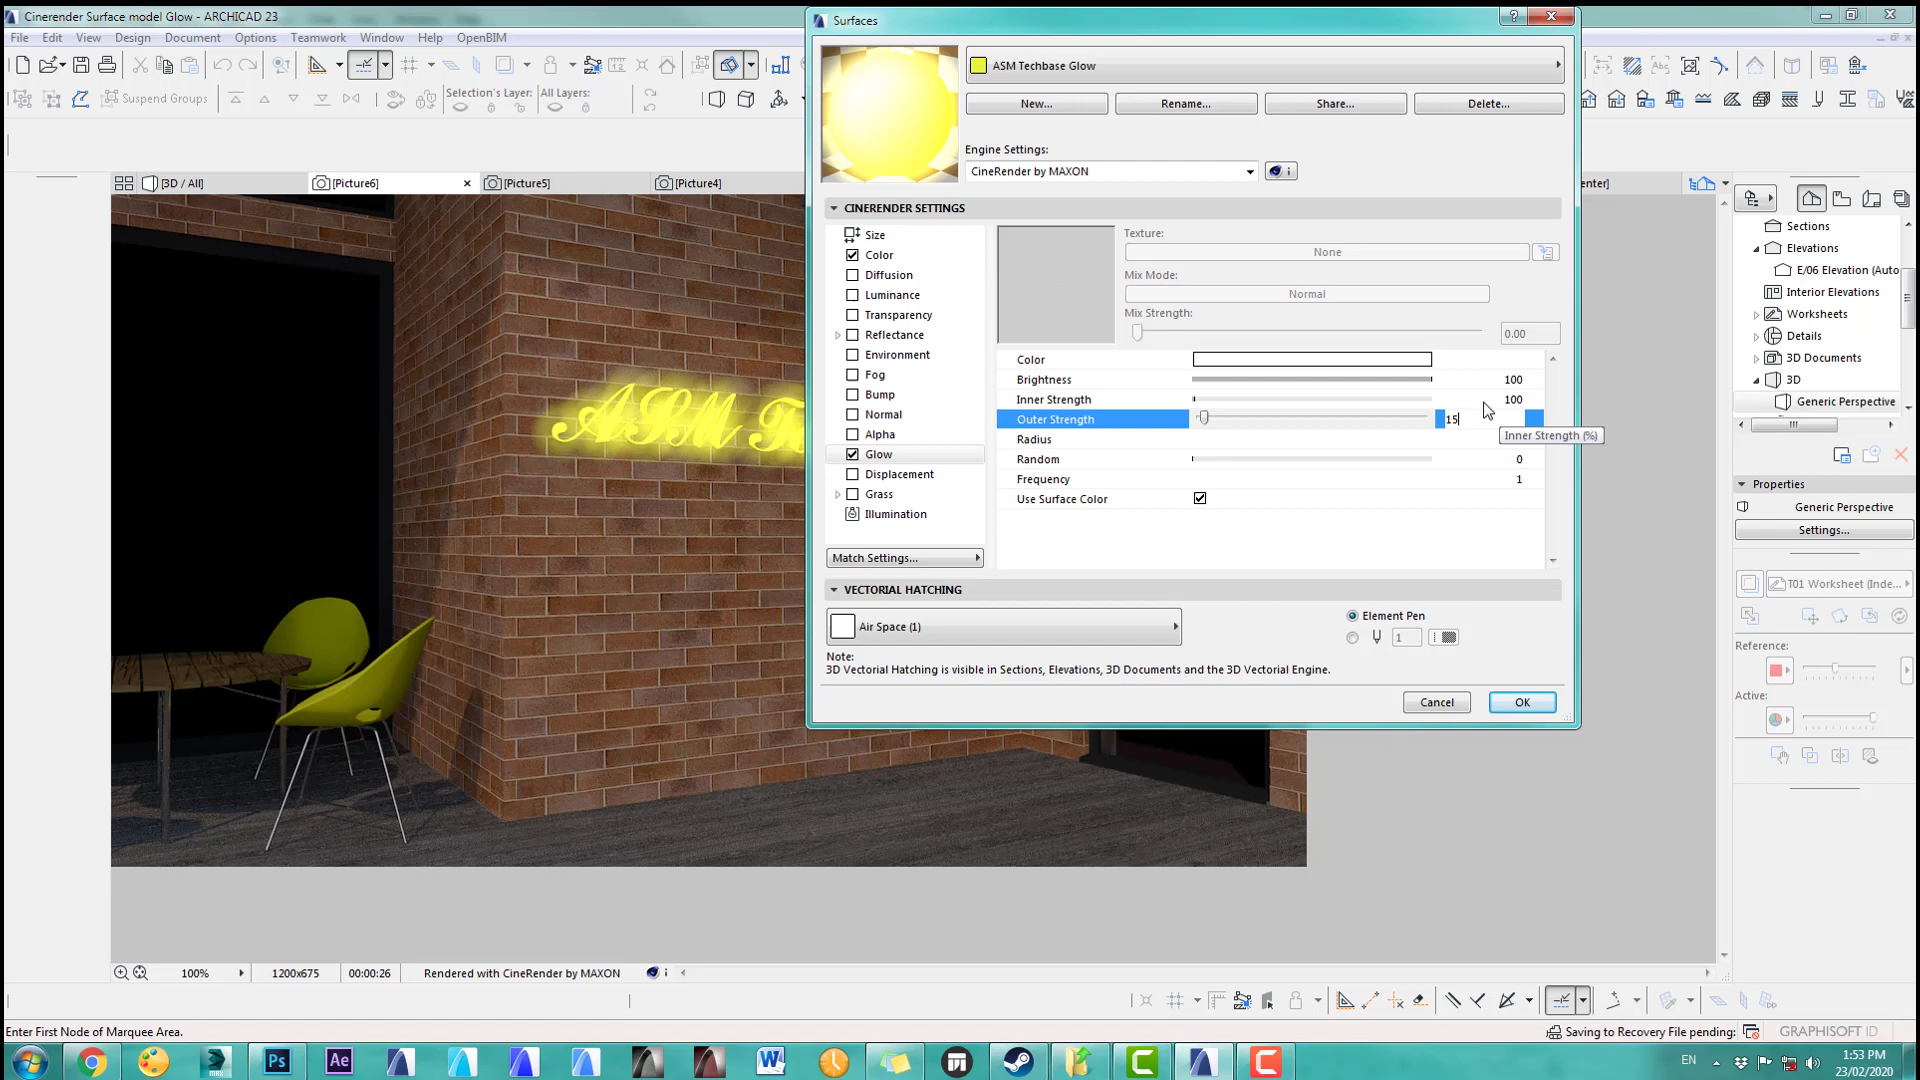 Cinerender Surface model Glow - ARCHICAD 23
File Edit View Design Document Options Teamwork Window Help OpenBIM
Suspend Groups
Selection's Layer: All Layers:
[3D / All] [Picture6] [Picture5] [Picture4]
Surfaces
ASM Techbase Glow
New... Rename... Share... Delete...
Engine Settings:
CineRender by MAXON
CINERENDER SETTINGS
Size
Color
Diffusion
Luminance
Transparency
Reflectance
Environment
Fog
Bump
Normal
Alpha
Glow
Displacement
Grass
Illumination
Match Settings...
Texture:
None
Mix Mode:
Normal
Mix Strength:
0.00
Color
Brightness 100
Inner Strength 100
Outer Strength 15
Inner Strength (%)
Radius
Random 0
Frequency 1
Use Surface Color
VECTORIAL HATCHING
Air Space (1)
Element Pen
1
Note:
3D Vectorial Hatching is visible in Sections, Elevations, 3D Documents and the 3D Vectorial Engine.
Cancel OK
ASM
Sections
Elevations
E/06 Elevation (Auto
Interior Elevations
Worksheets
Details
3D Documents
3D
Generic Perspective
Properties
Generic Perspective
Settings...
T01 Worksheet (Inde...
Reference:
Active:
100% 1200x675 00:00:26 Rendered with CineRender by MAXON
Enter First Node of Marquee Area.
Saving to Recovery File pending:
GRAPHISOFT ID
EN
1:53 PM
23/02/2020